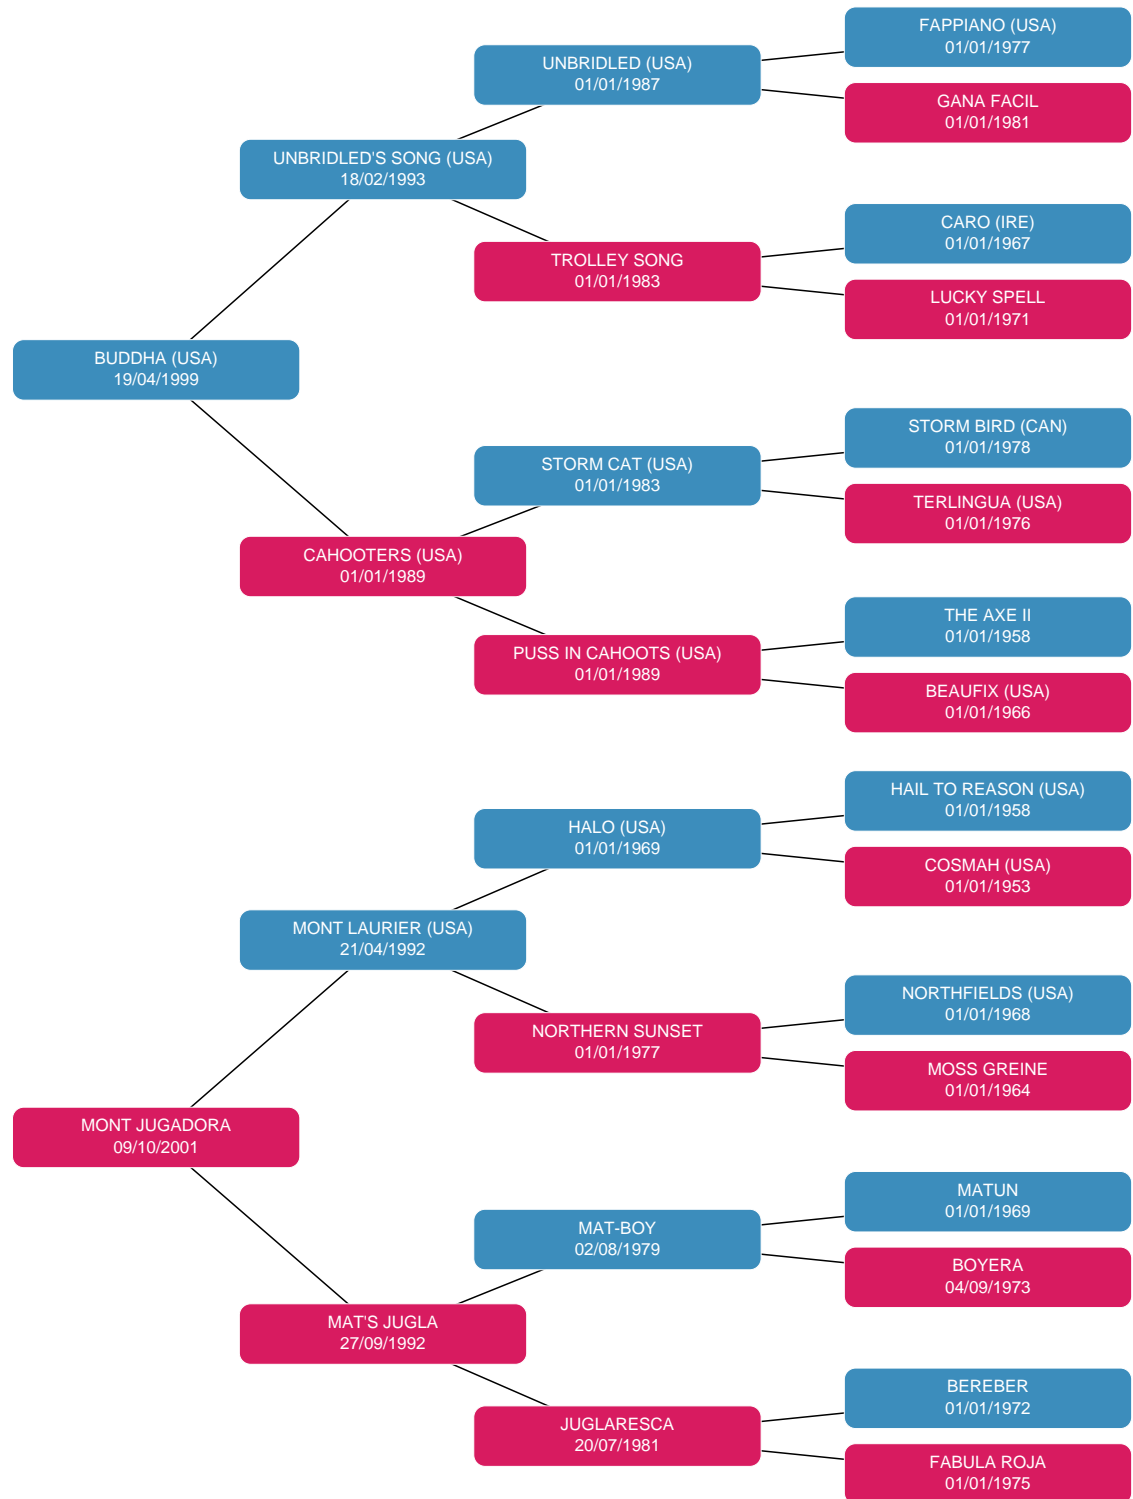 FAPPIANO (USA)
01/01/1977
UNBRIDLED (USA)
01/01/1987
GANA FACIL
01/01/1981
UNBRIDLED'S SONG (USA)
18/02/1993
CARO (IRE)
01/01/1967
TROLLEY SONG
01/01/1983
LUCKY SPELL
01/01/1971
BUDDHA (USA)
19/04/1999
STORM BIRD (CAN)
01/01/1978
STORM CAT (USA)
01/01/1983
TERLINGUA (USA)
01/01/1976
CAHOOTERS (USA)
01/01/1989
THE AXE II
01/01/1958
PUSS IN CAHOOTS (USA)
01/01/1989
BEAUFIX (USA)
01/01/1966
HAIL TO REASON (USA)
01/01/1958
HALO (USA)
01/01/1969
COSMAH (USA)
01/01/1953
MONT LAURIER (USA)
21/04/1992
NORTHFIELDS (USA)
01/01/1968
NORTHERN SUNSET
01/01/1977
MOSS GREINE
01/01/1964
MONT JUGADORA
09/10/2001
MATUN
01/01/1969
MAT-BOY
02/08/1979
BOYERA
04/09/1973
MAT'S JUGLA
27/09/1992
BEREBER
01/01/1972
JUGLARESCA
20/07/1981
FABULA ROJA
01/01/1975